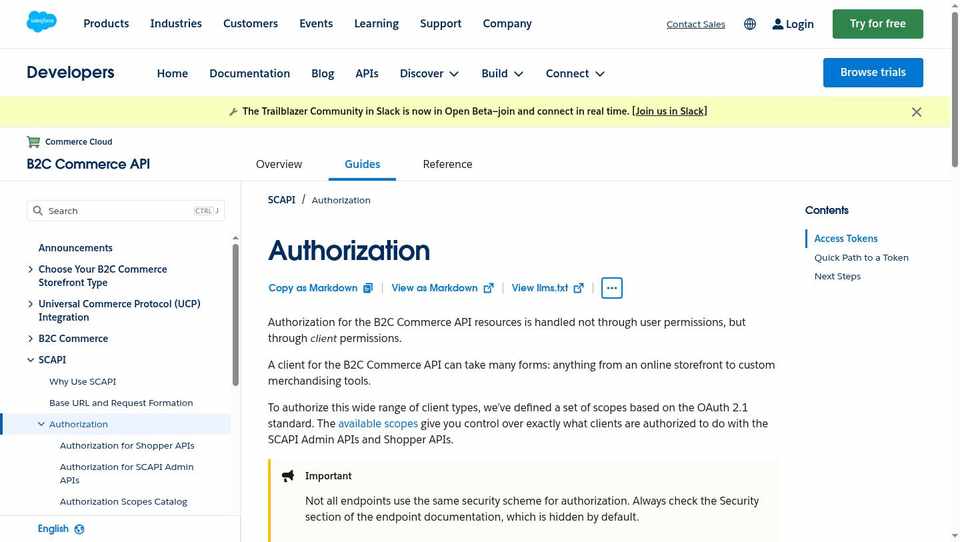 salesforce
Products Industries Customers Events Learning Support Company
Contact Sales Login Try for free
Developers
Home Documentation Blog APIs Discover Build Connect
Browse trials
The Trailblazer Community in Slack is now in Open Beta—join and connect in real time. [Join us in Slack]
Commerce Cloud
B2C Commerce API
Overview Guides Reference
Search CTRL J
Announcements
Choose Your B2C Commerce
Storefront Type
Universal Commerce Protocol (UCP)
Integration
B2C Commerce
SCAPI
Why Use SCAPI
Base URL and Request Formation
Authorization
Authorization for Shopper APIs
Authorization for SCAPI Admin
APIs
Authorization Scopes Catalog
English
SCAPI / Authorization
Authorization
Copy as Markdown | View as Markdown | View llms.txt | ...
Authorization for the B2C Commerce API resources is handled not through user permissions, but
through client permissions.
A client for the B2C Commerce API can take many forms: anything from an online storefront to custom
merchandising tools.
To authorize this wide range of client types, we've defined a set of scopes based on the OAuth 2.1
standard. The available scopes give you control over exactly what clients are authorized to do with the
SCAPI Admin APIs and Shopper APIs.
Important
Not all endpoints use the same security scheme for authorization. Always check the Security
section of the endpoint documentation, which is hidden by default.
Contents
Access Tokens
Quick Path to a Token
Next Steps